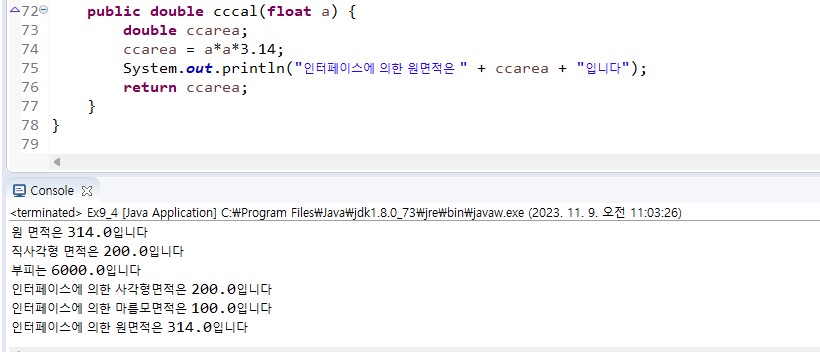 72 public double cccal(float a) {
73 double ccarea;
74 ccarea = a*a*3.14;
75 System.out.println("인터페이스에 의한 원면적은 " + ccarea + "입니다");
76 return ccarea;
77 }
78 }
79
Console
<terminated> Ex9_4 [Java Application] C:₩Program Files₩Java₩jdk1.8.0_73₩jre₩bin₩javaw.exe (2023. 11. 9. 오전 11:03:26)
원 면적은 314.0입니다
직사각형 면적은 200.0입니다
부피는 6000.0입니다
인터페이스에 의한 사각형면적은 200.0입니다
인터페이스에 의한 마름모면적은 100.0입니다
인터페이스에 의한 원면적은 314.0입니다